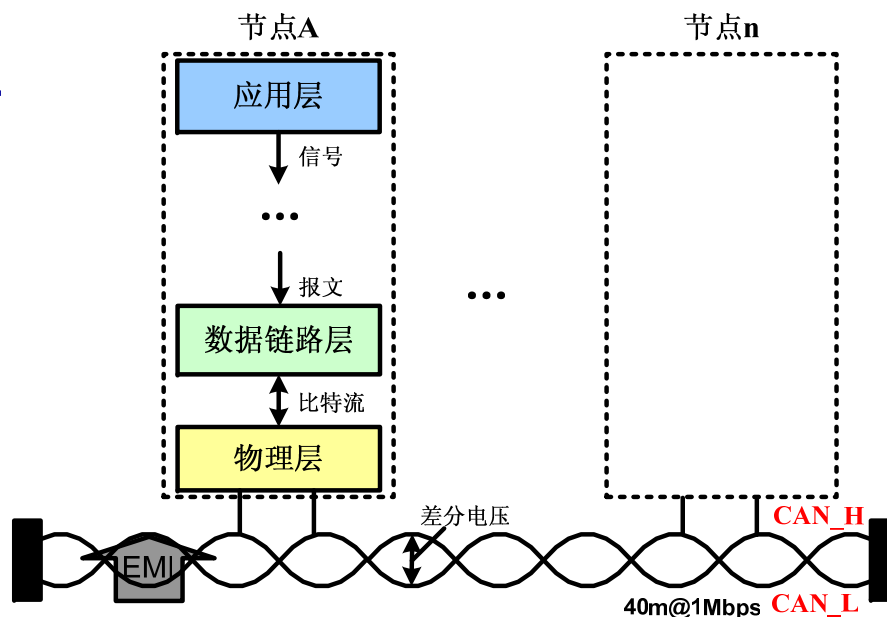 节点A
节点n
应用层
信号
...
报文
...
数据链路层
比特流
物理层
差分电压
CAN_H
EMI
40m@1Mbps
CAN_L